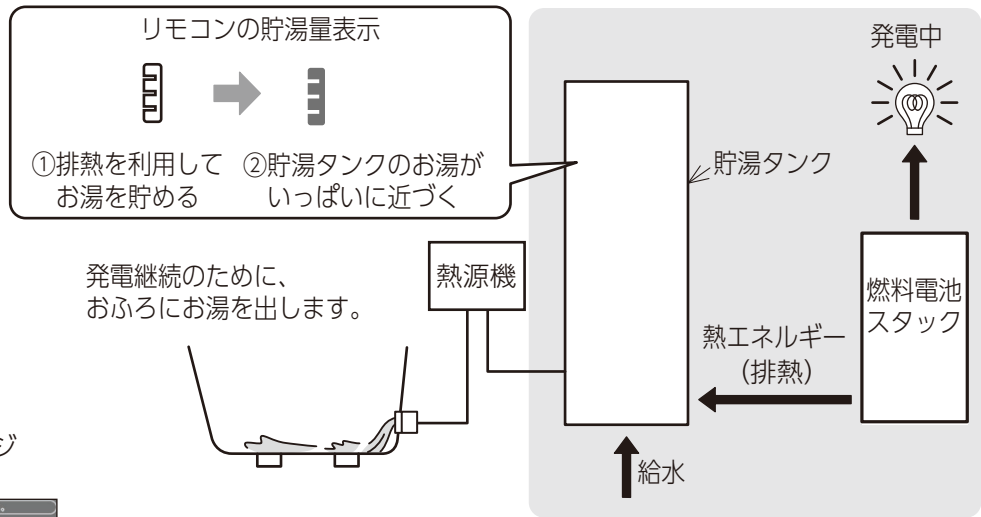 リモコンの貯湯量表示
①排熱を利用して
お湯を貯める
②貯湯タンクのお湯が
いっぱいに近づく
発電中
貯湯タンク
発電継続のために、
おふろにお湯を出します。
熱源機
燃料電池
スタック
熱エネルギー
(排熱)
給水
ジ